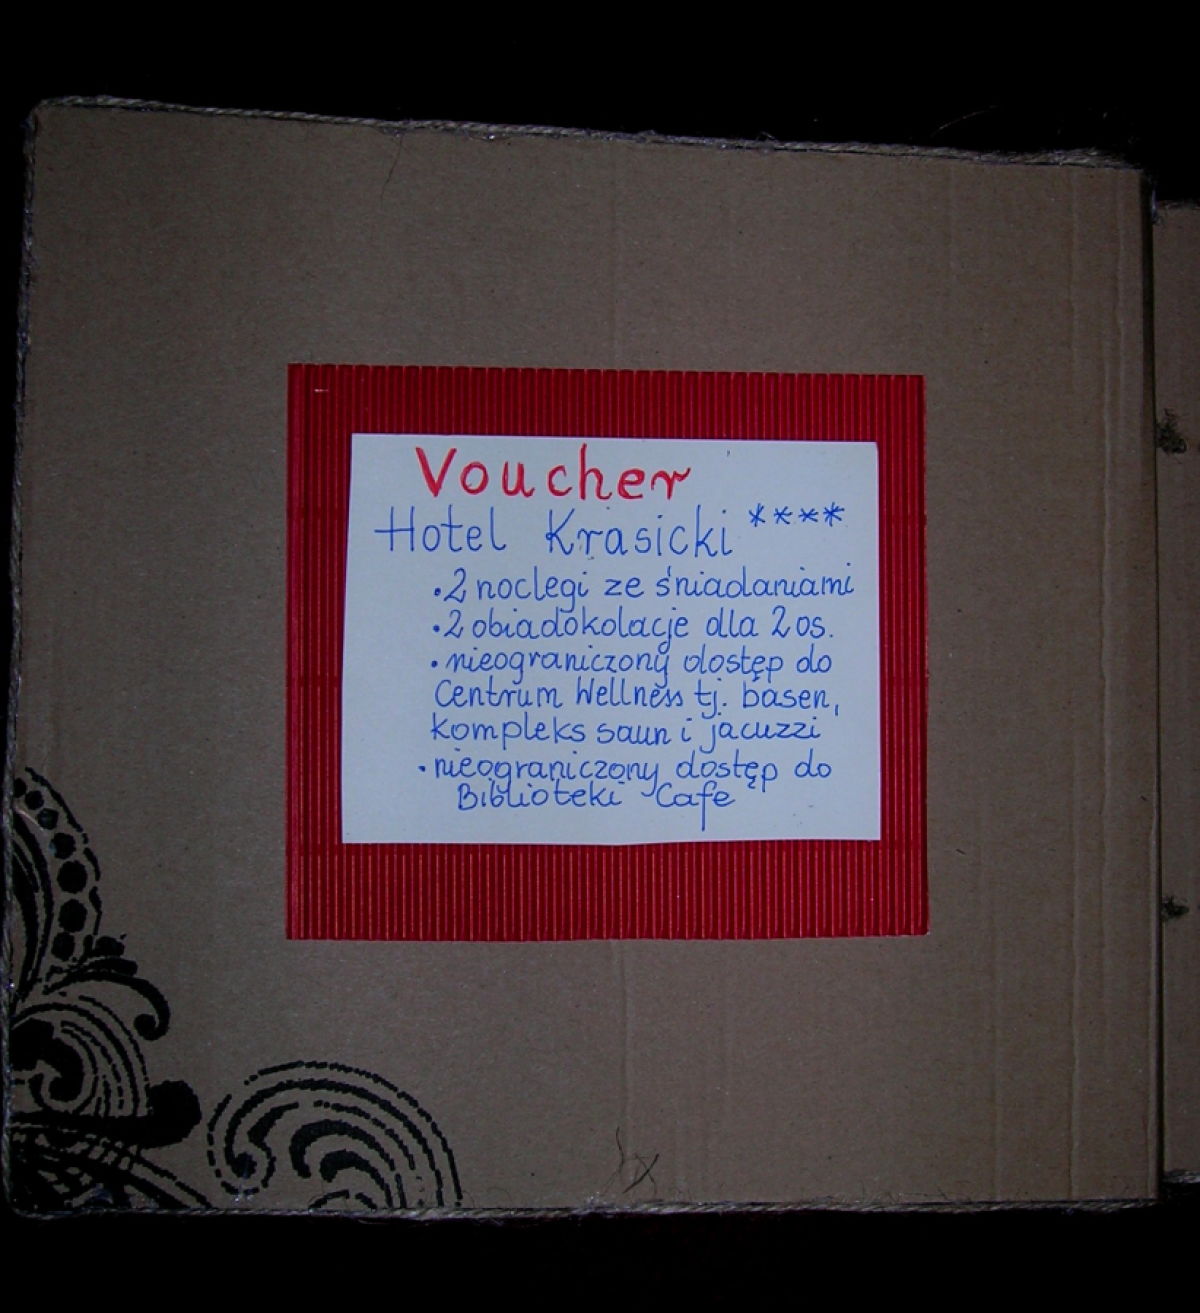 Voucher
Hotel Krasicki ****
• 2 noclegi ze śniadaniami
• 2 obiadokolacje dla 2 os.
• nieograniczony dostęp do
Centrum Wellness tj. basen,
kompleks saun i jacuzzi
• nieograniczony dostęp do
Biblioteki Cafe